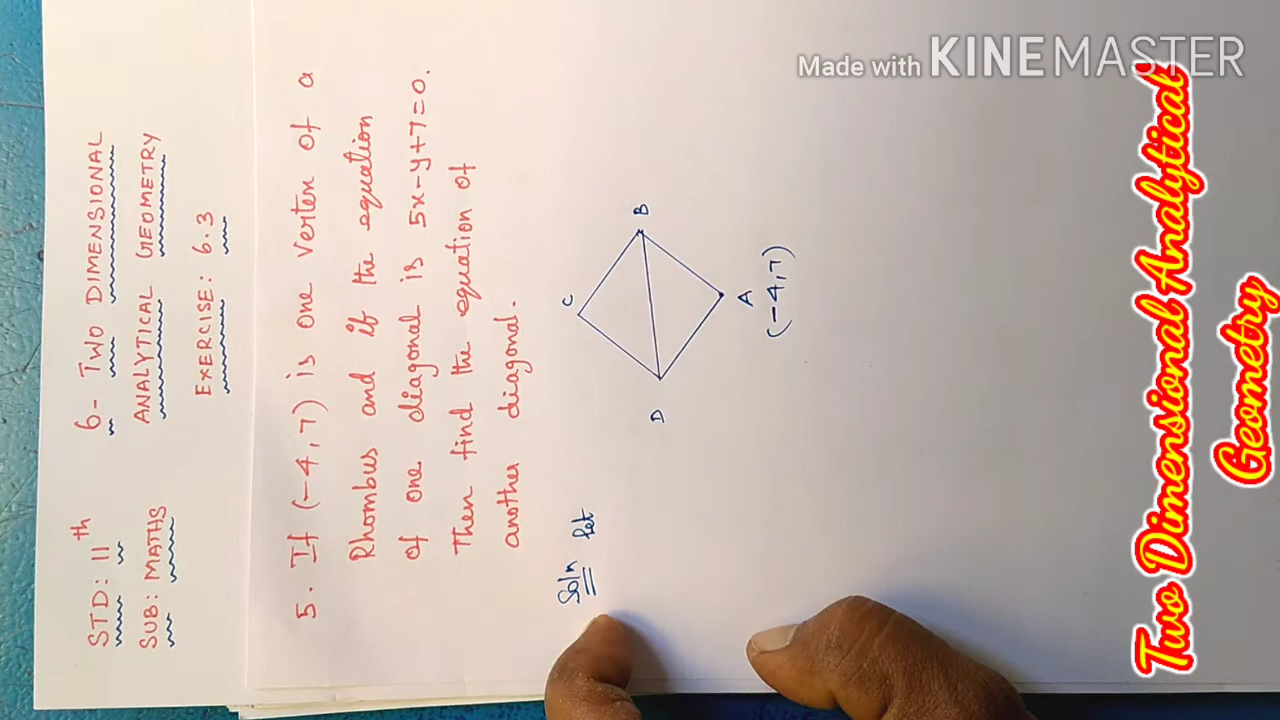 STD: 11th 6- TWO DIMENSIONAL
SUB: MATHS ANALYTICAL GEOMETRY
EXERCISE: 6.3
5. If (-4, 7) is one verten of a
Rhombus and if the equation
of one diagonal is 5x-y+7=0.
Then find the equation of
another diagonal.
Soln let
C
D B
A
(-4,7)
Made with KINEMASTER
Two Dimensional Analytical
Geometry